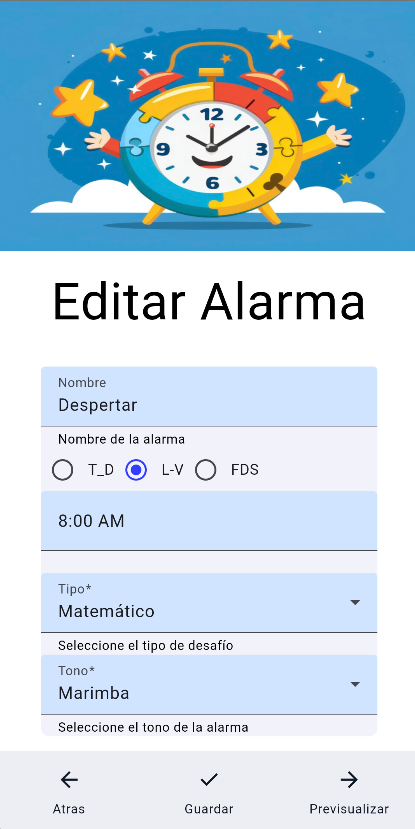 12
9 3
6
Editar Alarma
Nombre
Despertar
Nombre de la alarma
T_D L-V FDS
8:00 AM
Tipo*
Matemático
Seleccione el tipo de desafío
Tono*
Marimba
Seleccione el tono de la alarma
Atras Guardar Previsualizar